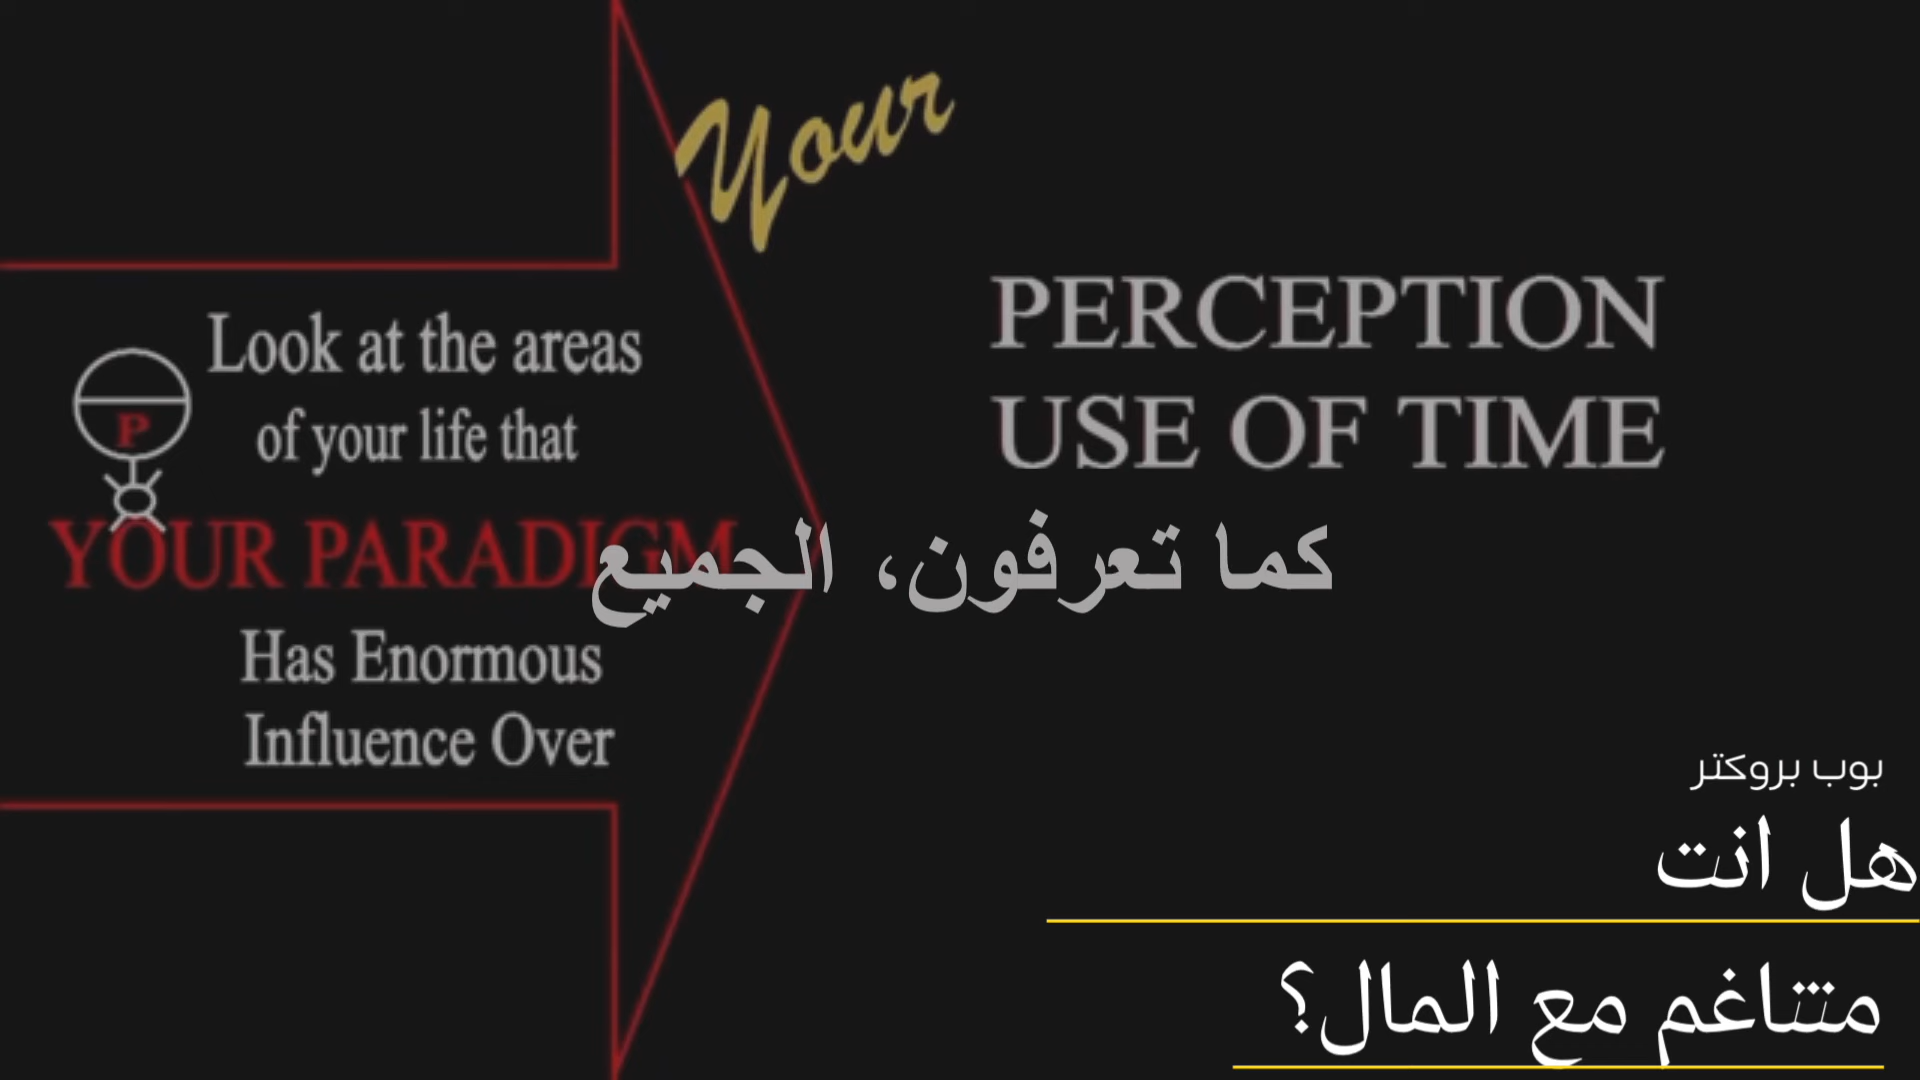 Your
PERCEPTION
USE OF TIME
Look at the areas
of your life that
P
YOUR PARADIGM
Has Enormous
Influence Over
كما تعرفون، الجميع
بوب بروكتر
هل انت
متناغم مع المال؟